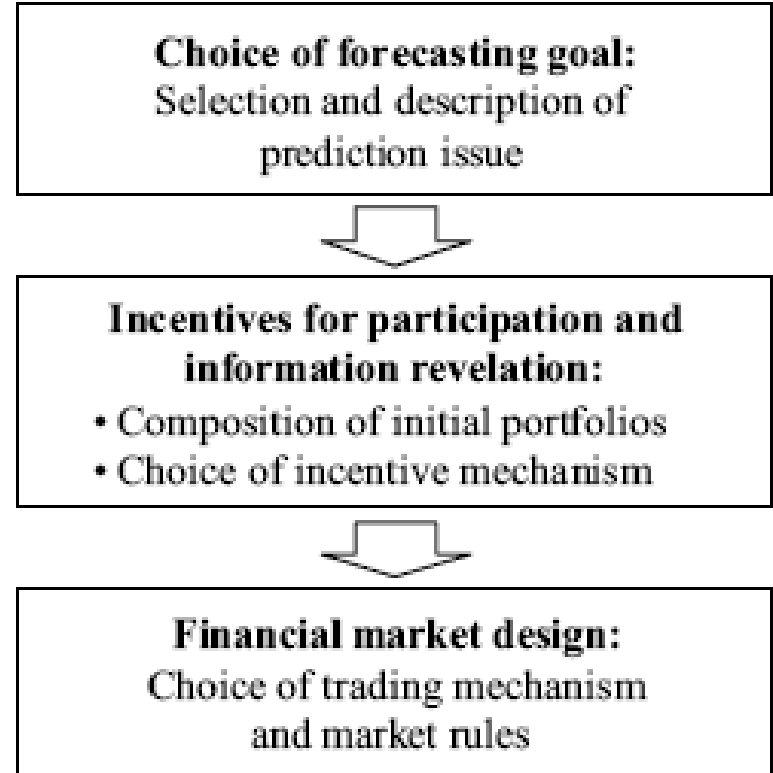 Choice of forecasting goal:
Selection and description of
prediction issue
Incentives for participation and
information revelation:
• Composition of initial portfolios
• Choice of incentive mechanism
Financial market design:
Choice of trading mechanism
and market rules